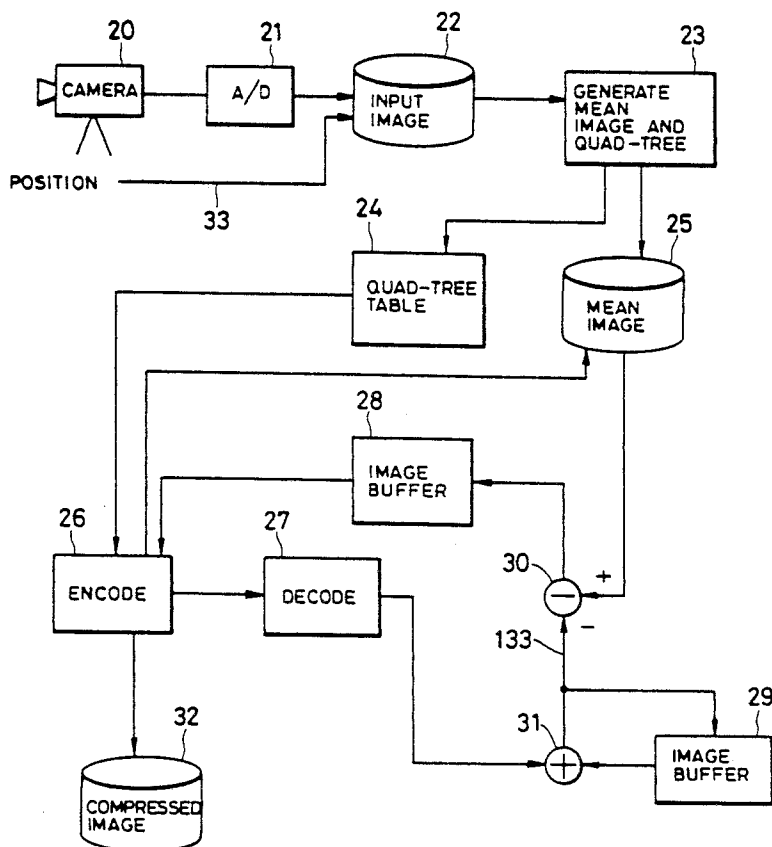 20
21
22
23
CAMERA
A/D
INPUT
IMAGE
GENERATE
MEAN
IMAGE AND
QUAD-TREE
POSITION
33
24
25
QUAD-TREE
TABLE
MEAN
IMAGE
28
IMAGE
BUFFER
26
27
30
+
ENCODE
DECODE
−
−
133
29
32
31
+
IMAGE
BUFFER
COMPRESSED
IMAGE